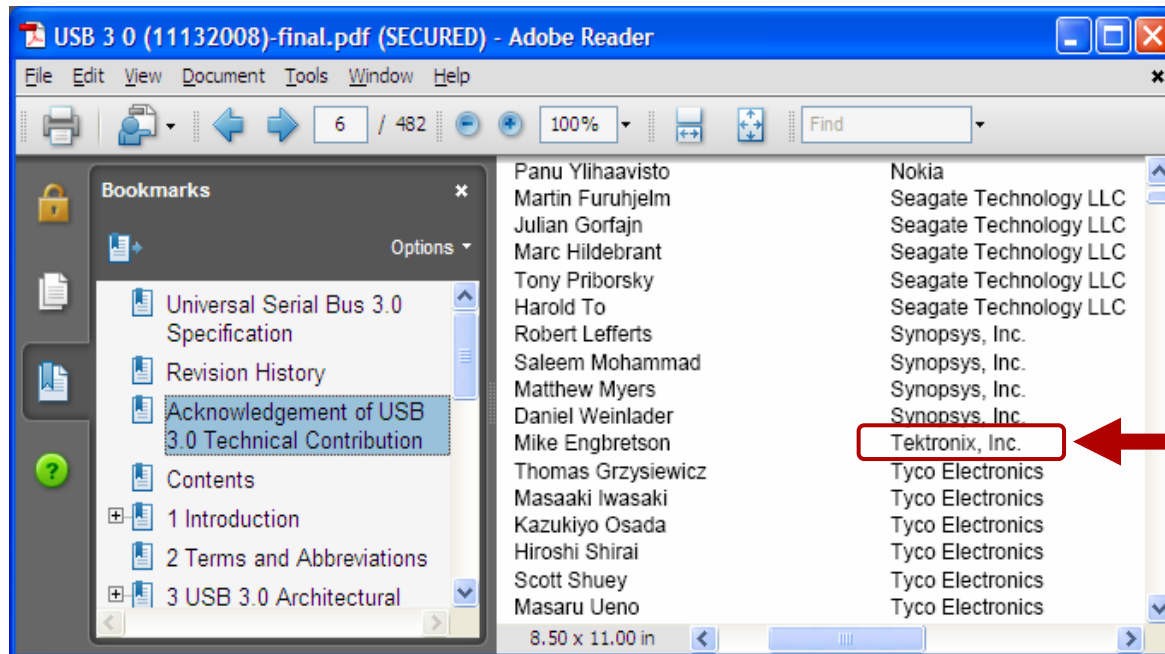 USB 3 0 (11132008)-final.pdf (SECURED) - Adobe Reader
File Edit View Document Tools Window Help
6 / 482 100% Find
Bookmarks
Options
Universal Serial Bus 3.0
Specification
Revision History
Acknowledgement of USB
3.0 Technical Contribution
Contents
1 Introduction
2 Terms and Abbreviations
3 USB 3.0 Architectural
Panu Ylihaavisto Nokia
Martin Furuhjelm Seagate Technology LLC
Julian Gorfajn Seagate Technology LLC
Marc Hildebrant Seagate Technology LLC
Tony Priborsky Seagate Technology LLC
Harold To Seagate Technology LLC
Robert Lefferts Synopsys, Inc.
Saleem Mohammad Synopsys, Inc.
Matthew Myers Synopsys, Inc.
Daniel Weinlader Synopsys, Inc.
Mike Engbretson Tektronix, Inc.
Thomas Grzysiewicz Tyco Electronics
Masaaki Iwasaki Tyco Electronics
Kazukiyo Osada Tyco Electronics
Hiroshi Shirai Tyco Electronics
Scott Shuey Tyco Electronics
Masaru Ueno Tyco Electronics
8.50 x 11.00 in